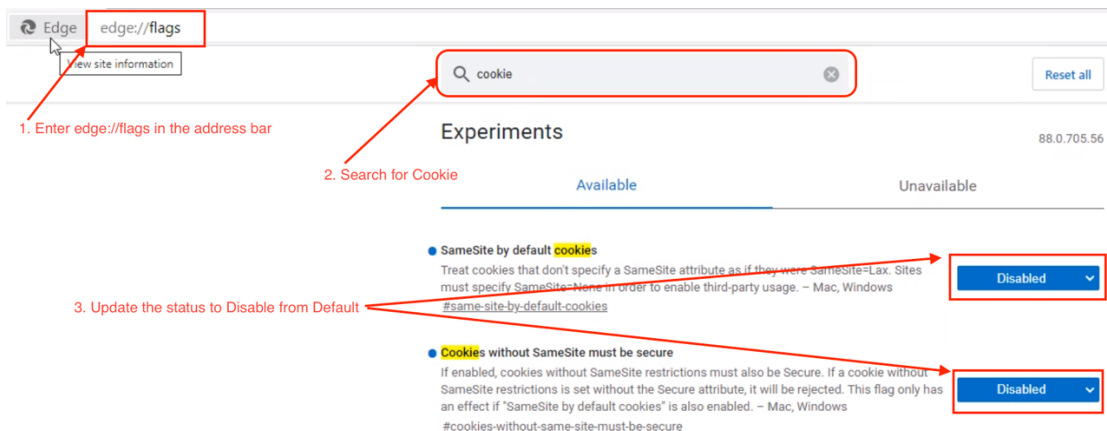 Edge edge://flags
View site information
cookie
Reset all
1. Enter edge://flags in the address bar
Experiments
88.0.705.56
2. Search for Cookie
Available
Unavailable
SameSite by default cookies
Treat cookies that don't specify a SameSite attribute as if they were SameSite=Lax. Sites
must specify SameSite=None in order to enable third-party usage. – Mac, Windows
#same-site-by-default-cookies
Disabled
3. Update the status to Disable from Default
Cookies without SameSite must be secure
If enabled, cookies without SameSite restrictions must also be Secure. If a cookie without
SameSite restrictions is set without the Secure attribute, it will be rejected. This flag only has
an effect if "SameSite by default cookies" is also enabled. – Mac, Windows
#cookies-without-same-site-must-be-secure
Disabled